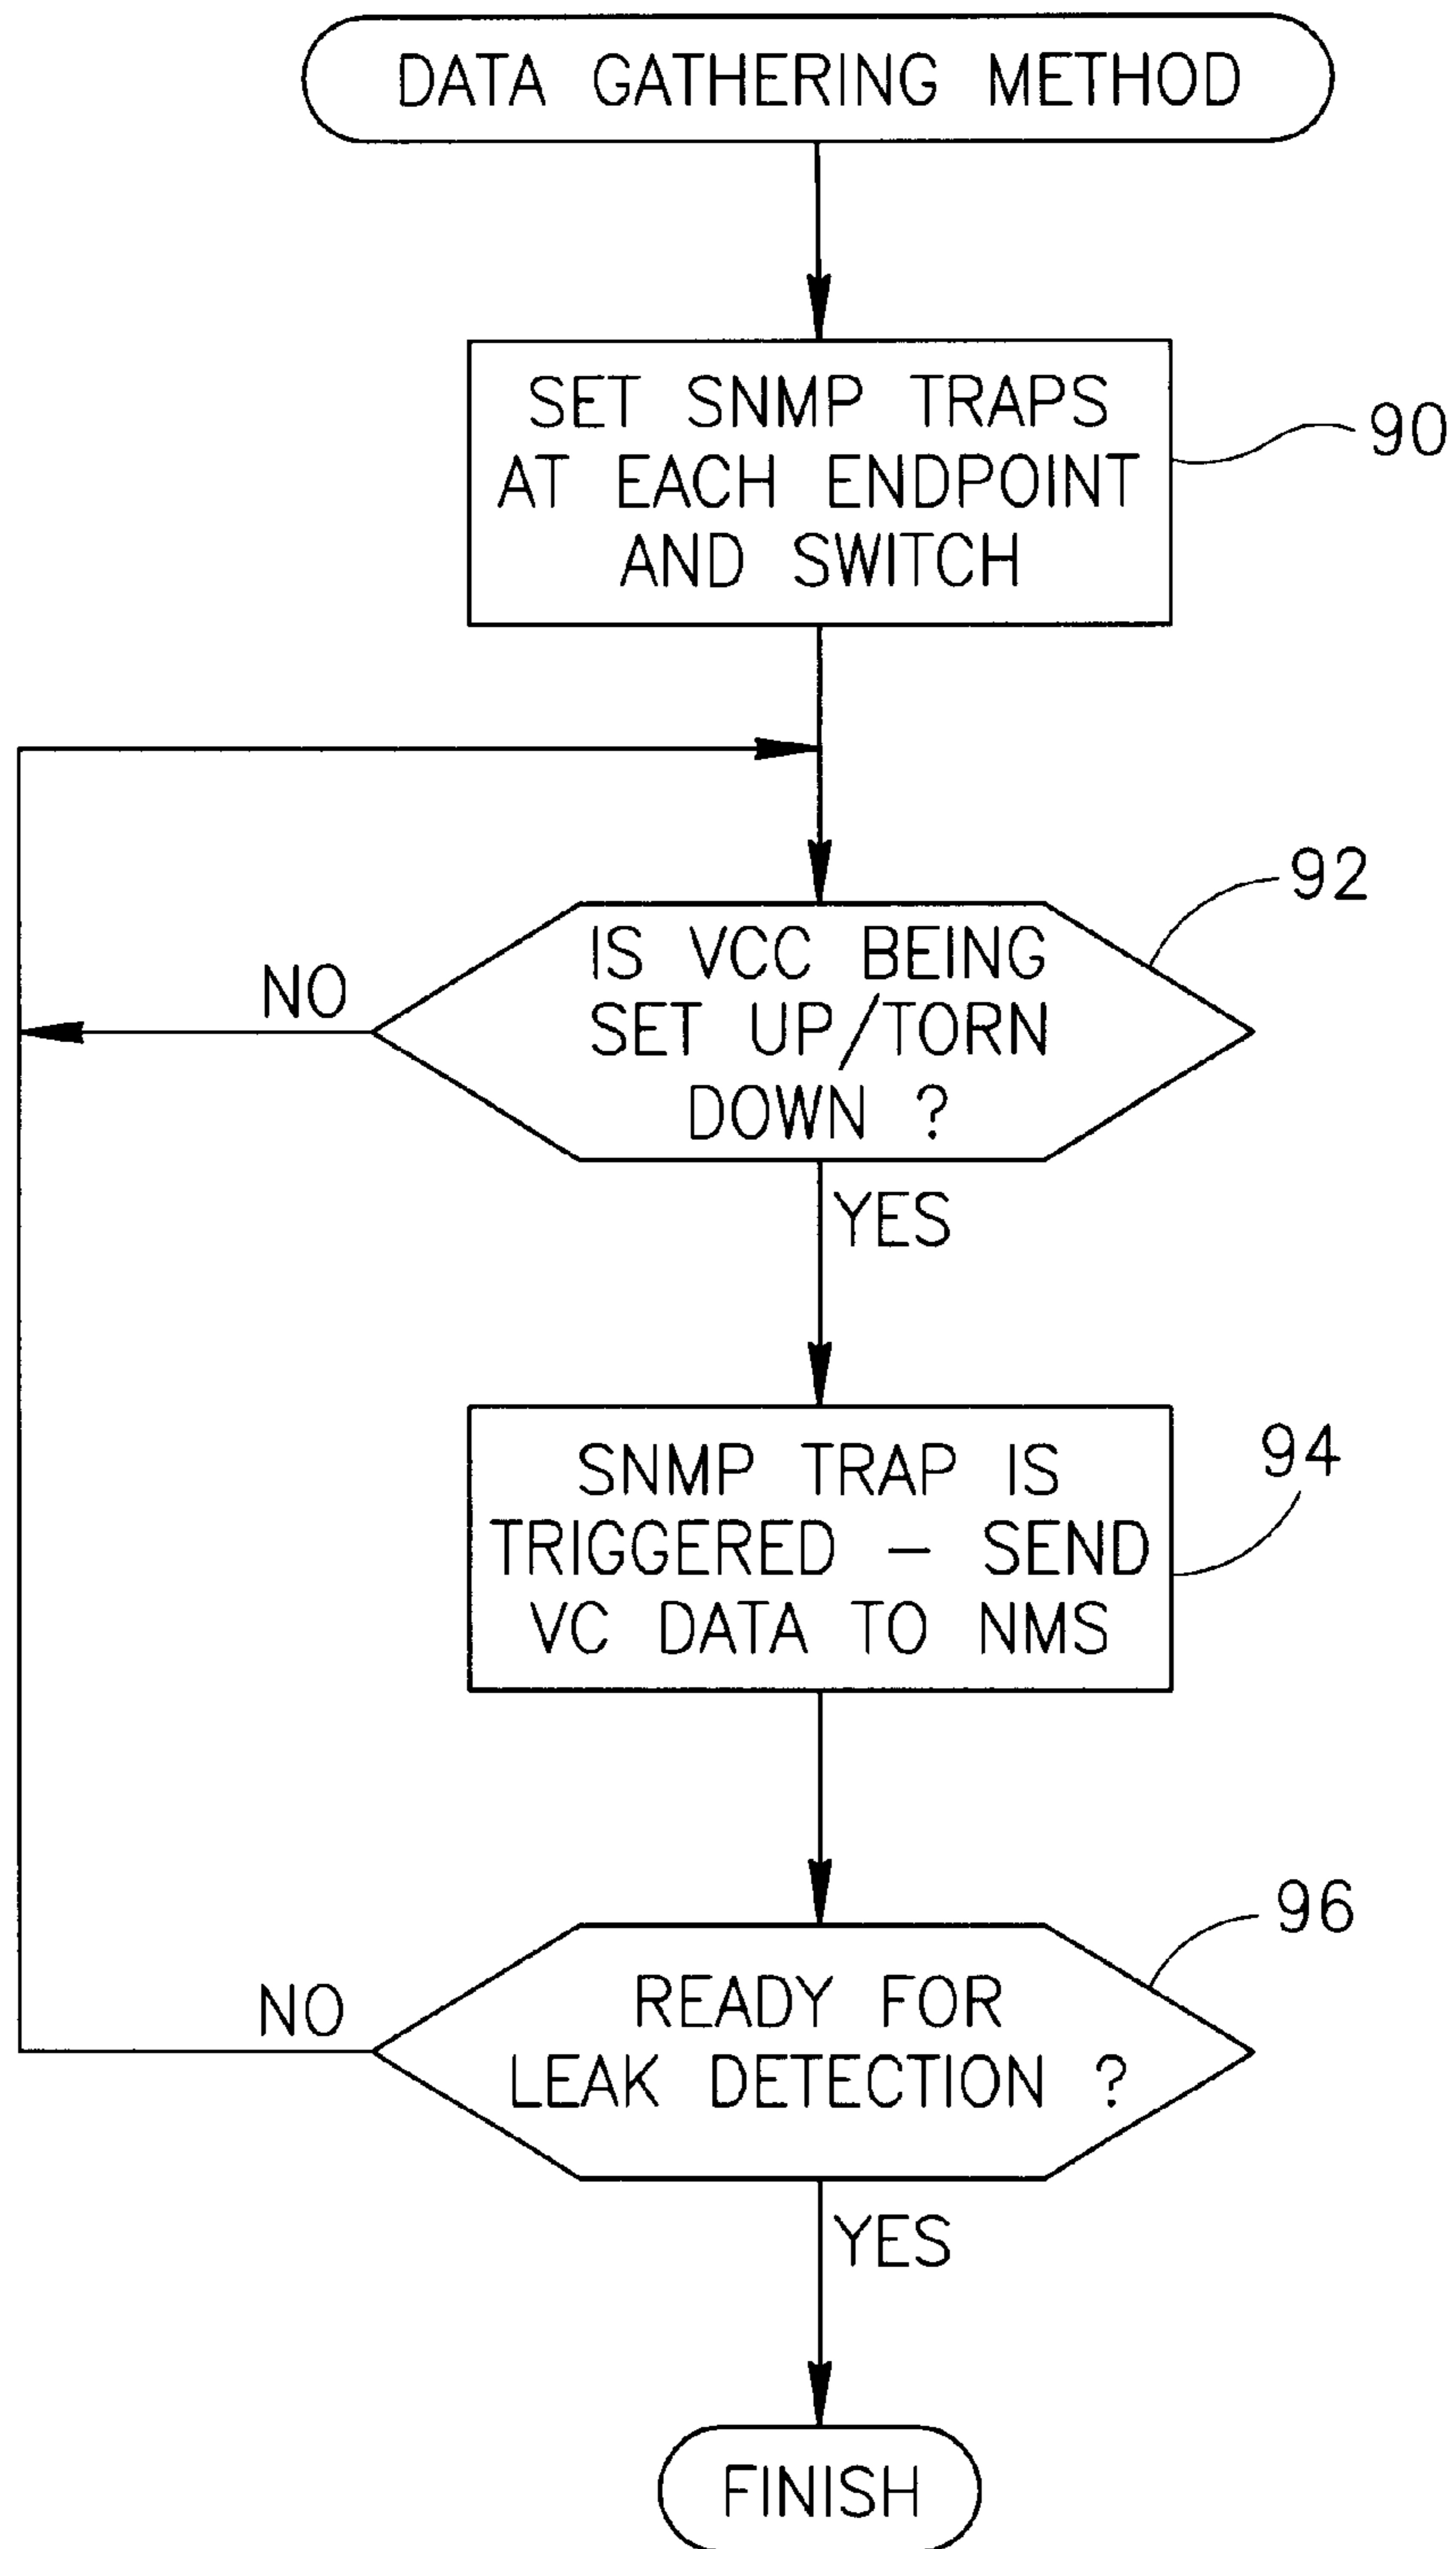 DATA GATHERING METHOD
SET SNMP TRAPS
AT EACH ENDPOINT
AND SWITCH
90
92
IS VCC BEING
SET UP/TORN
DOWN ?
NO
YES
94
SNMP TRAP IS
TRIGGERED – SEND
VC DATA TO NMS
96
READY FOR
LEAK DETECTION ?
NO
YES
FINISH